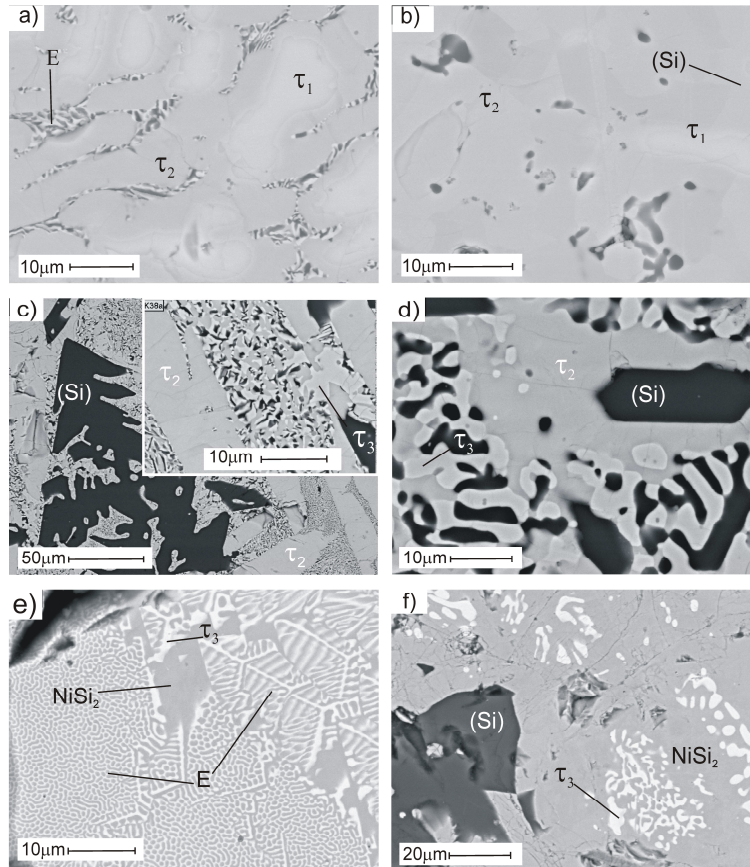 a)
E
τ₁
τ₂
10μm
b)
(Si)
τ₂
τ₁
10μm
c)
K38a
(Si)
τ₂
τ₃
10μm
τ₂
50μm
d)
τ₂
(Si)
τ₃
10μm
e)
τ₃
NiSi₂
E
10μm
f)
(Si)
NiSi₂
τ₃
20μm